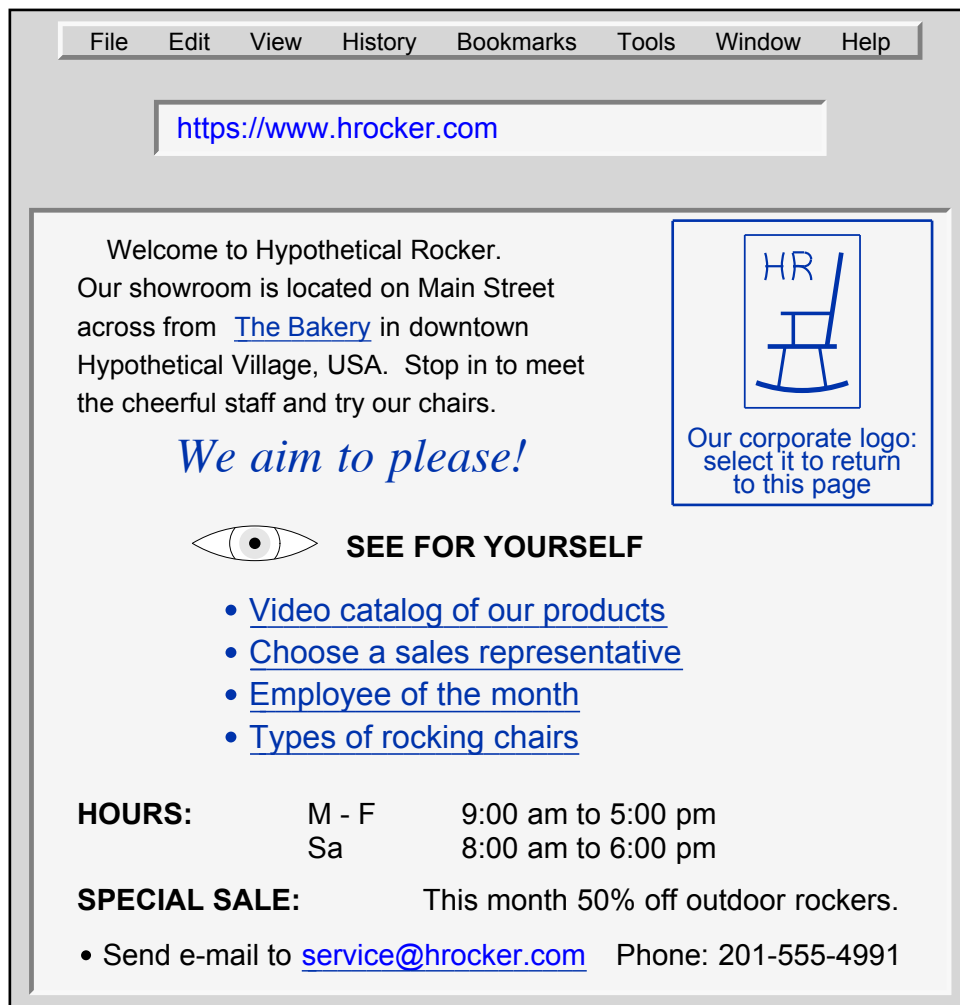 File Edit View History Bookmarks Tools Window Help
https://www.hrocker.com
Welcome to Hypothetical Rocker.
Our showroom is located on Main Street
across from The Bakery in downtown
Hypothetical Village, USA. Stop in to meet
the cheerful staff and try our chairs.
We aim to please!
HR
Our corporate logo:
select it to return
to this page
SEE FOR YOURSELF
• Video catalog of our products
• Choose a sales representative
• Employee of the month
• Types of rocking chairs
HOURS: M - F 9:00 am to 5:00 pm
Sa 8:00 am to 6:00 pm
SPECIAL SALE: This month 50% off outdoor rockers.
• Send e-mail to service@hrocker.com Phone: 201-555-4991